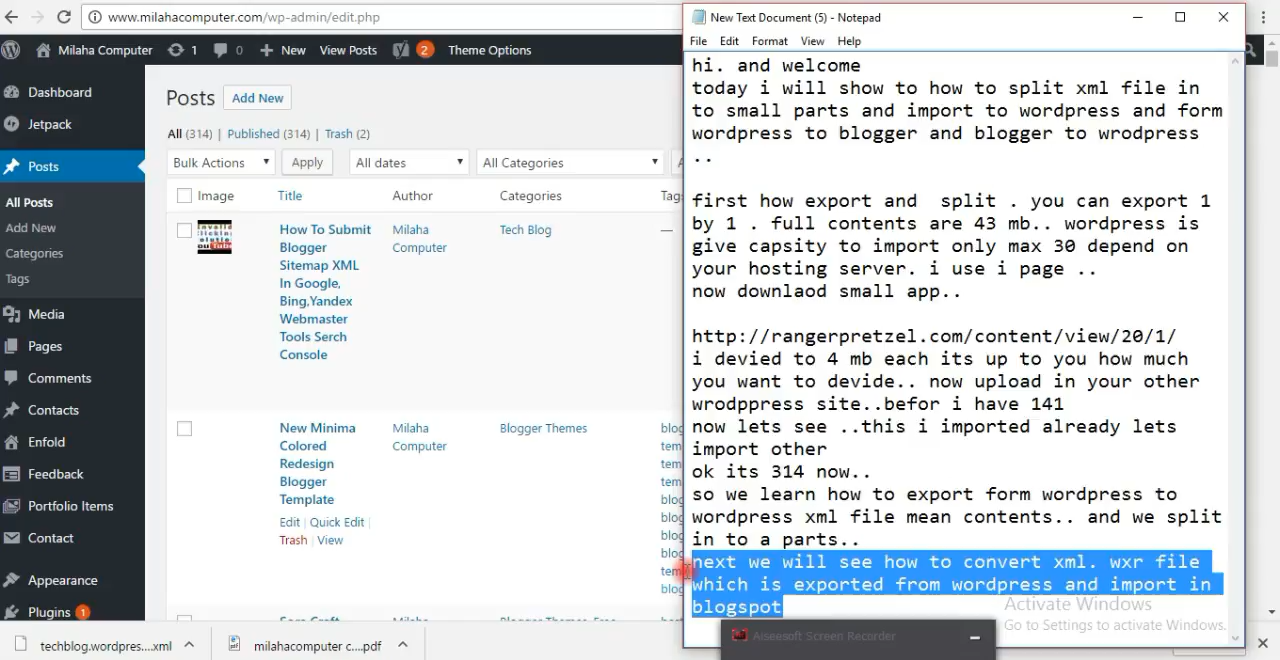 www.milahacomputer.com/wp-admin/edit.php
Milaha Computer 1 0 New View Posts 2 Theme Options
Dashboard
Jetpack
Posts
All Posts
Add New
Categories
Tags
Media
Pages
Comments
Contacts
Enfold
Feedback
Portfolio Items
Contact
Appearance
Plugins 1
Posts Add New
All (314) | Published (314) | Trash (2)
Bulk Actions Apply All dates All Categories
Image Title Author Categories Tags
How To Submit
Blogger
Sitemap XML
In Google,
Bing,Yandex
Webmaster
Tools Serch
Console
Milaha
Computer
Tech Blog
—
New Minima
Colored
Redesign
Blogger
Template
Edit | Quick Edit |
Trash | View
Milaha
Computer
Blogger Themes
New Text Document (5) - Notepad
File Edit Format View Help
hi. and welcome
today i will show to how to split xml file in
to small parts and import to wordpress and form
wordpress to blogger and blogger to wrodpress
..
first how export and  split . you can export 1
by 1 . full contents are 43 mb.. wordpress is
give capsity to import only max 30 depend on
your hosting server. i use i page ..
now downlaod small app..
http://rangerpretzel.com/content/view/20/1/
i devied to 4 mb each its up to you how much
you want to devide.. now upload in your other
wrodppress site..befor i have 141
now lets see ..this i imported already lets
import other
ok its 314 now..
so we learn how to export form wordpress to
wordpress xml file mean contents.. and we split
in to a parts..
next we will see how to convert xml. wxr file
which is exported from wordpress and import in
blogspot
Activate Windows
Go to Settings to activate Windows.
Aiseesoft Screen Recorder
techblog.wordpres....xml
milahacomputer c....pdf